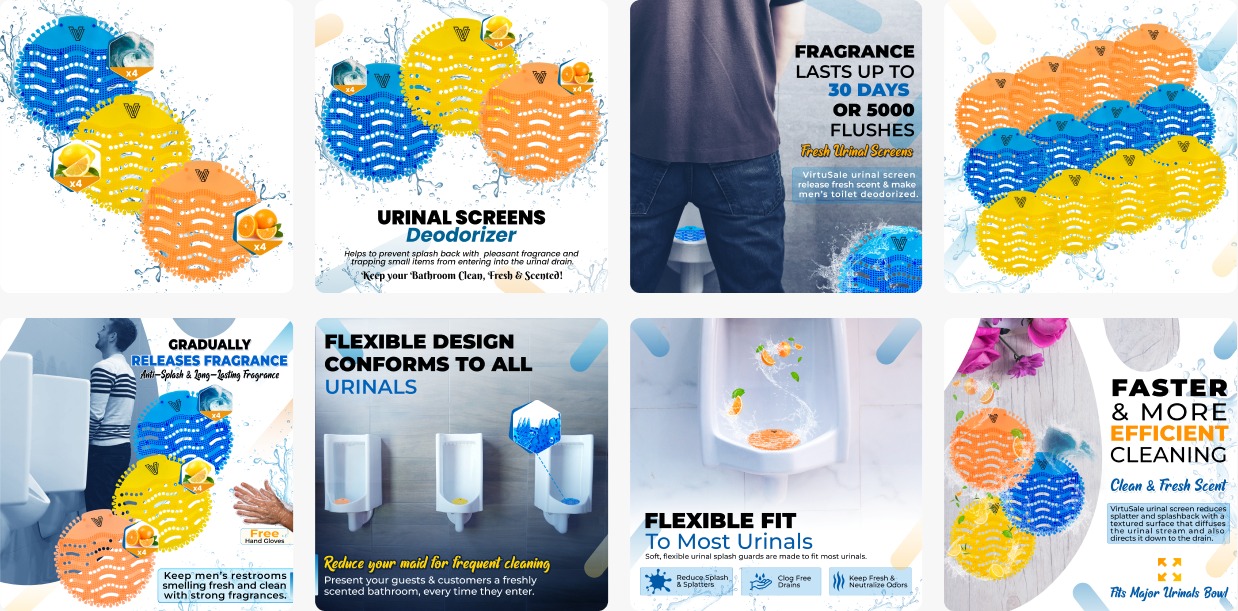 x4
x4
x4
x4
x4
x4
URINAL SCREENS
Deodorizer
Helps to prevent splash back with pleasant fragrance and
trapping small items from entering into the urinal drain.
Keep your Bathroom Clean, Fresh & Scented!
FRAGRANCE
LASTS UP TO
30 DAYS
OR 5000
FLUSHES
Fresh Urinal Screens
VirtuSale urinal screen
release fresh scent & make
men's toilet deodorized.
GRADUALLY
RELEASES FRAGRANCE
Anti-Splash & Long-Lasting Fragrance
x4
x4
x4
Free
Hand Gloves
Keep men's restrooms
smelling fresh and clean
with strong fragrances.
FLEXIBLE DESIGN
CONFORMS TO ALL
URINALS
Reduce your maid for frequent cleaning
Present your guests & customers a freshly
scented bathroom, every time they enter.
FLEXIBLE FIT
To Most Urinals
Soft, flexible urinal splash guards are made to fit most urinals.
Reduce Splash
& Splatters
Clog Free
Drains
Keep Fresh &
Neutralize Odors
FASTER
& MORE
EFFICIENT
CLEANING
Clean & Fresh Scent
VirtuSale urinal screen reduces
splatter and splashback with a
textured surface that diffuses
the urinal stream and also
directs it down to the drain.
Fits Major Urinals Bowl